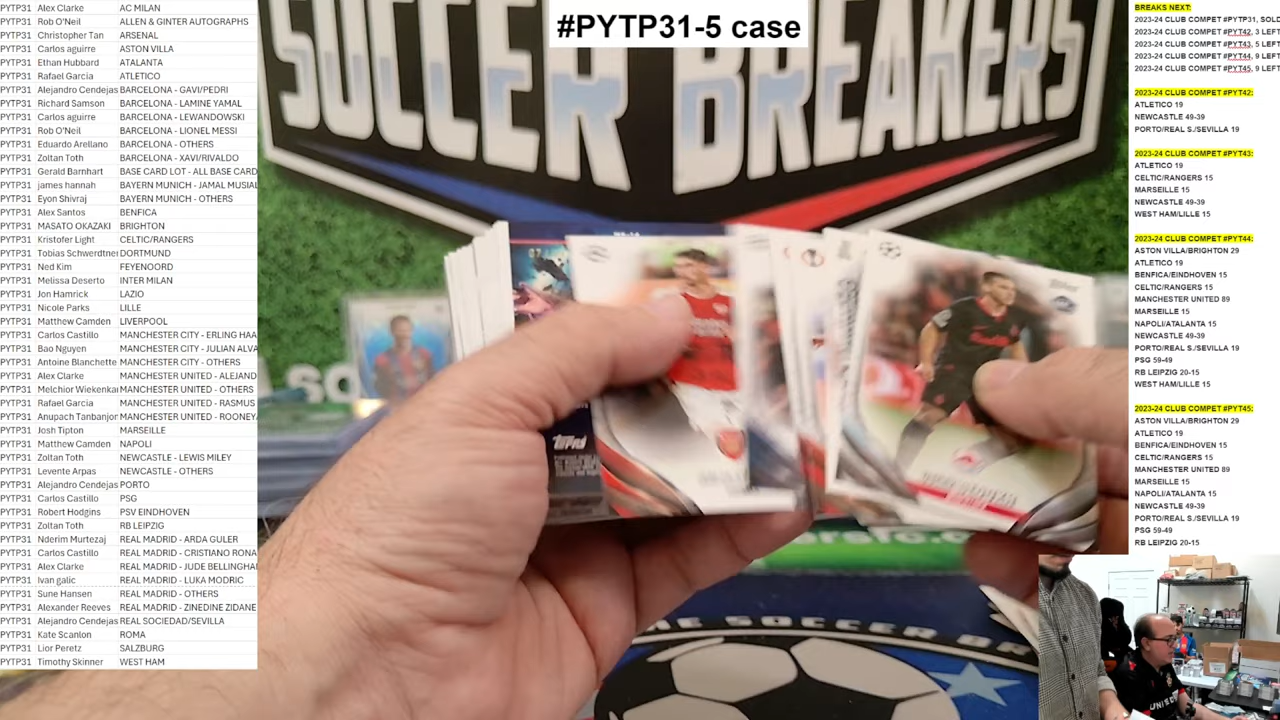 #PYTP31-5 case
SOCCER BREAKERS
PYTP31 Alex Clarke AC MILAN
PYTP31 Rob O'Neil ALLEN & GINTER AUTOGRAPHS
PYTP31 Christopher Tan ARSENAL
PYTP31 Carlos aguirre ASTON VILLA
PYTP31 Ethan Hubbard ATALANTA
PYTP31 Rafael Garcia ATLETICO
PYTP31 Alejandro Cendejas BARCELONA - GAVI/PEDRI
PYTP31 Richard Samson BARCELONA - LAMINE YAMAL
PYTP31 Carlos aguirre BARCELONA - LEWANDOWSKI
PYTP31 Rob O'Neil BARCELONA - LIONEL MESSI
PYTP31 Eduardo Arellano BARCELONA - OTHERS
PYTP31 Zoltan Toth BARCELONA - XAVI/RIVALDO
PYTP31 Gerald Barnhart BASE CARD LOT - ALL BASE CARD
PYTP31 james hannah BAYERN MUNICH - JAMAL MUSIAL
PYTP31 Eyon Shivraj BAYERN MUNICH - OTHERS
PYTP31 Alex Santos BENFICA
PYTP31 MASATO OKAZAKI BRIGHTON
PYTP31 Kristofer Light CELTIC/RANGERS
PYTP31 Tobias Schwerdtner DORTMUND
PYTP31 Ned Kim FEYENOORD
PYTP31 Melissa Deserto INTER MILAN
PYTP31 Jon Hamrick LAZIO
PYTP31 Nicole Parks LILLE
PYTP31 Matthew Camden LIVERPOOL
PYTP31 Carlos Castillo MANCHESTER CITY - ERLING HAA
PYTP31 Bao Nguyen MANCHESTER CITY - JULIAN ALVA
PYTP31 Antoine Blanchette MANCHESTER CITY - OTHERS
PYTP31 Alex Clarke MANCHESTER UNITED - ALEJAND
PYTP31 Melchior Wiekenkar MANCHESTER UNITED - OTHERS
PYTP31 Rafael Garcia MANCHESTER UNITED - RASMUS
PYTP31 Anupach Tanbanjor MANCHESTER UNITED - ROONEY
PYTP31 Josh Tipton MARSEILLE
PYTP31 Matthew Camden NAPOLI
PYTP31 Zoltan Toth NEWCASTLE - LEWIS MILEY
PYTP31 Levente Arpas NEWCASTLE - OTHERS
PYTP31 Alejandro Cendejas PORTO
PYTP31 Carlos Castillo PSG
PYTP31 Robert Hodgins PSV EINDHOVEN
PYTP31 Zoltan Toth RB LEIPZIG
PYTP31 Nderim Murtezaj REAL MADRID - ARDA GULER
PYTP31 Carlos Castillo REAL MADRID - CRISTIANO RONA
PYTP31 Alex Clarke REAL MADRID - JUDE BELLINGHAM
PYTP31 Ivan galic REAL MADRID - LUKA MODRIC
PYTP31 Sune Hansen REAL MADRID - OTHERS
PYTP31 Alexander Reeves REAL MADRID - ZINEDINE ZIDANE
PYTP31 Alejandro Cendejas REAL SOCIEDAD/SEVILLA
PYTP31 Kate Scanlon ROMA
PYTP31 Lior Peretz SALZBURG
PYTP31 Timothy Skinner WEST HAM
topps
BREAKS NEXT:
2023-24 CLUB COMPET #PYTP31, SOLD
2023-24 CLUB COMPET #PYT42, 3 LEFT
2023-24 CLUB COMPET #PYT43, 5 LEFT
2023-24 CLUB COMPET #PYT44, 9 LEFT
2023-24 CLUB COMPET #PYT45, 9 LEFT
2023-24 CLUB COMPET #PYT42:
ATLETICO 19
NEWCASTLE 49-39
PORTO/REAL S./SEVILLA 19
2023-24 CLUB COMPET #PYT43:
ATLETICO 19
CELTIC/RANGERS 15
MARSEILLE 15
NEWCASTLE 49-39
WEST HAM/LILLE 15
2023-24 CLUB COMPET #PYT44:
ASTON VILLA/BRIGHTON 29
ATLETICO 19
BENFICA/EINDHOVEN 15
CELTIC/RANGERS 15
MANCHESTER UNITED 89
MARSEILLE 15
NAPOLI/ATALANTA 15
NEWCASTLE 49-39
PORTO/REAL S./SEVILLA 19
PSG 59-49
RB LEIPZIG 20-15
WEST HAM/LILLE 15
2023-24 CLUB COMPET #PYT45:
ASTON VILLA/BRIGHTON 29
ATLETICO 19
BENFICA/EINDHOVEN 15
CELTIC/RANGERS 15
MANCHESTER UNITED 89
MARSEILLE 15
NAPOLI/ATALANTA 15
NEWCASTLE 49-39
PORTO/REAL S./SEVILLA 19
PSG 59-49
RB LEIPZIG 20-15